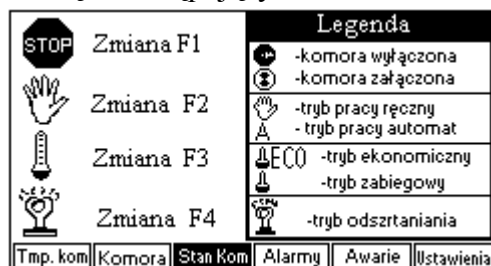 STOP Zmiana F1
Zmiana F2
Zmiana F3
Zmiana F4
Legenda
-komora wyłączona
-komora załączona
-tryb pracy ręczny
A - tryb pracy automat
ECO -tryb ekonomiczny
-tryb zabiegowy
-tryb odszrtaniania
Tmp. kom Komora Stan Kom Alarmy Awarie Ustawienia